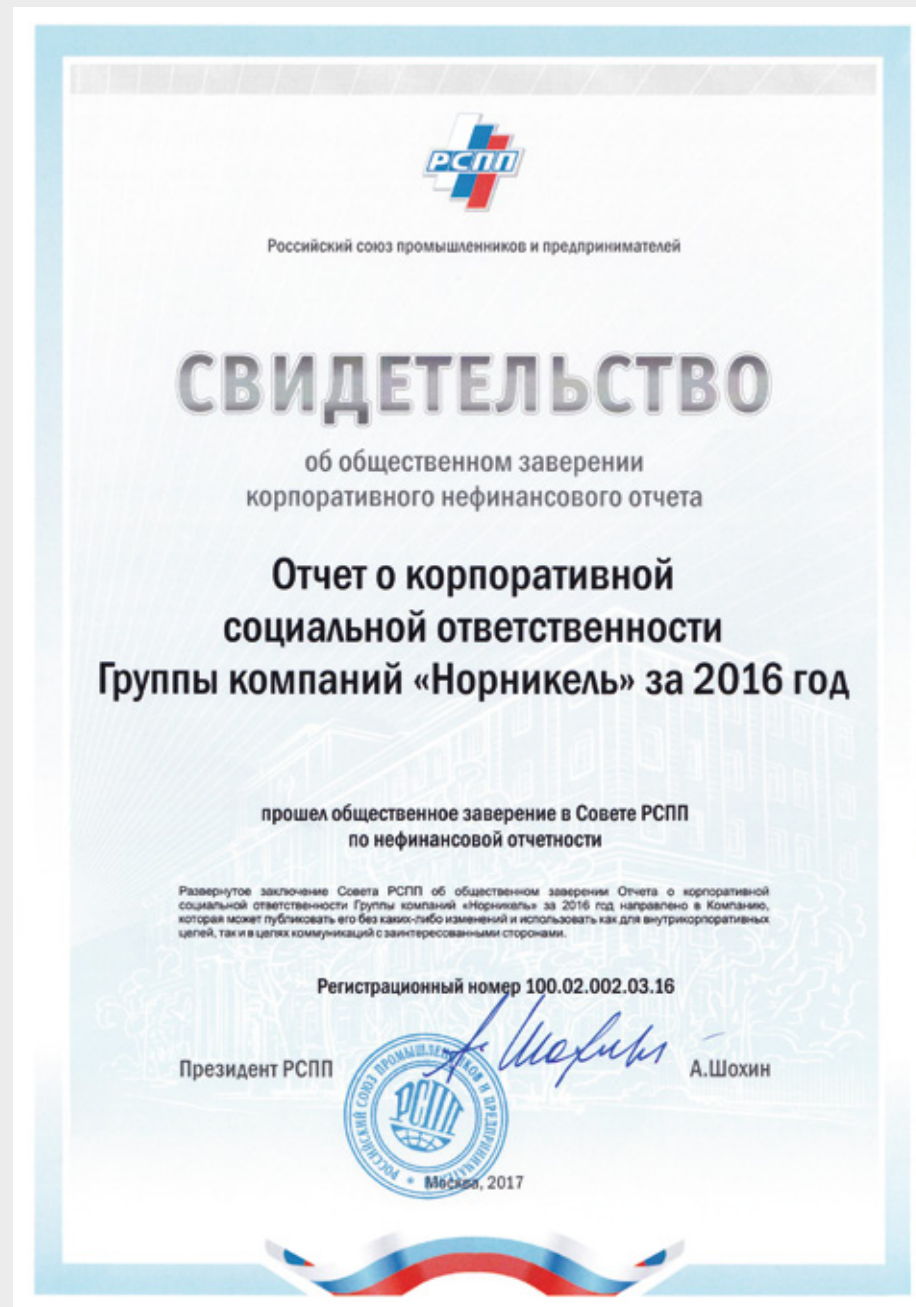 РСПП
Российский союз промышленников и предпринимателей
СВИДЕТЕЛЬСТВО
об общественном заверении
корпоративного нефинансового отчета
Отчет о корпоративной
социальной ответственности
Группы компаний «Норникель» за 2016 год
прошел общественное заверение в Совете РСПП
по нефинансовой отчетности
Развернутое заключение Совета РСПП об общественном заверении Отчета о корпоративной
социальной ответственности Группы компаний «Норникель» за 2016 год направлено в Компанию,
которая может публиковать его без каких-либо изменений и использовать как для внутрикорпоративных
целей, так и в целях коммуникаций с заинтересованными сторонами.
Регистрационный номер 100.02.002.03.16
Президент РСПП
А.Шохин
РОССИЙСКИЙ СОЮЗ ПРОМЫШЛЕННИКОВ И ПРЕДПРИНИМАТЕЛЕЙ
РСПП
Москва, 2017